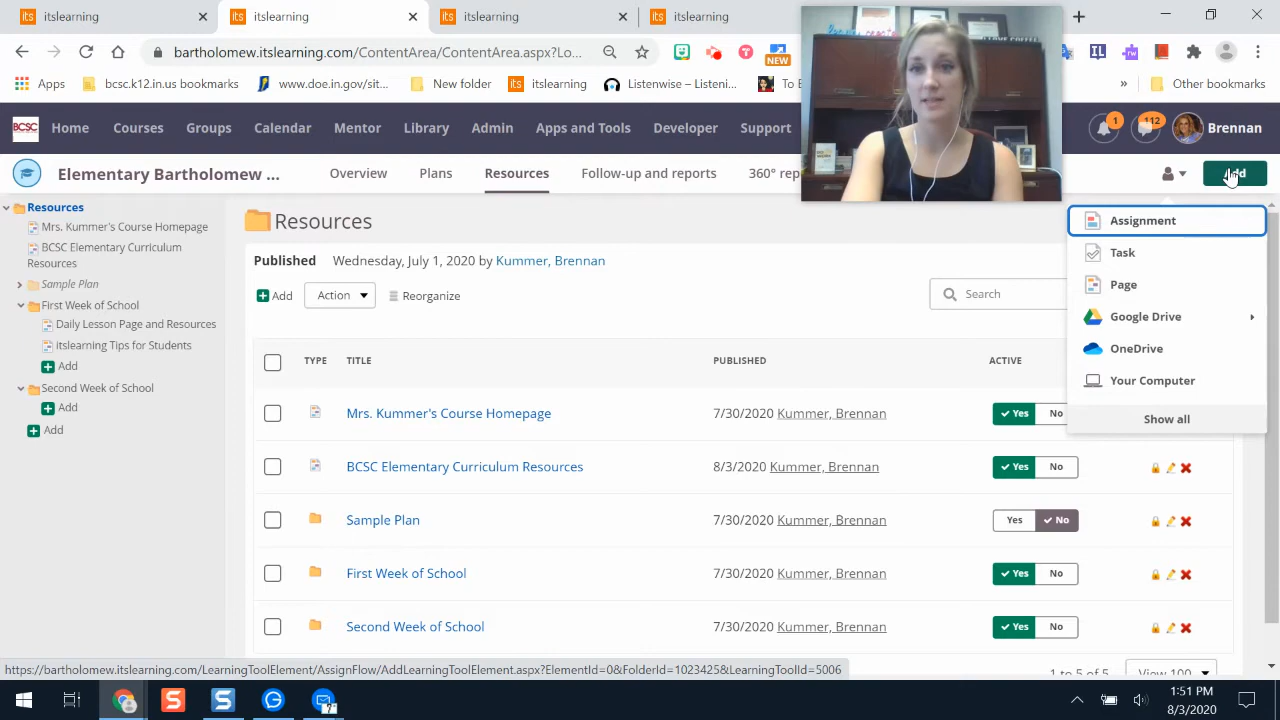 itslearning
itslearning
itslearning
itslearning
bartholomew.itslearning.com/ContentArea/ContentArea.aspx?Lo...
NEW
Apps
bcsc.k12.in.us bookmarks
www.doe.in.gov/sit...
New folder
itslearning
Listenwise – Listeni...
To B
»
Other bookmarks
BCSC
Home
Courses
Groups
Calendar
Mentor
Library
Admin
Apps and Tools
Developer
Support
1
112
Brennan
Elementary Bartholomew ...
Overview
Plans
Resources
Follow-up and reports
360° rep
Add
Resources
Mrs. Kummer's Course Homepage
BCSC Elementary Curriculum
Resources
Sample Plan
First Week of School
Daily Lesson Page and Resources
itslearning Tips for Students
Add
Second Week of School
Add
Add
Resources
Published Wednesday, July 1, 2020 by Kummer, Brennan
Add
Action
Reorganize
Search
TYPE TITLE PUBLISHED ACTIVE
Mrs. Kummer's Course Homepage 7/30/2020 Kummer, Brennan Yes No
BCSC Elementary Curriculum Resources 8/3/2020 Kummer, Brennan Yes No
Sample Plan 7/30/2020 Kummer, Brennan Yes No
First Week of School 7/30/2020 Kummer, Brennan Yes No
Second Week of School 7/30/2020 Kummer, Brennan Yes No
1 to 5 of 5
View 100
Assignment
Task
Page
Google Drive
OneDrive
Your Computer
Show all
https://bartholomew.itslearning.com/LearningToolElement/AssignFlow/AddLearningToolElement.aspx?ElementId=0&FolderId=10234258&LearningToolId=5006
7
1:51 PM
8/3/2020